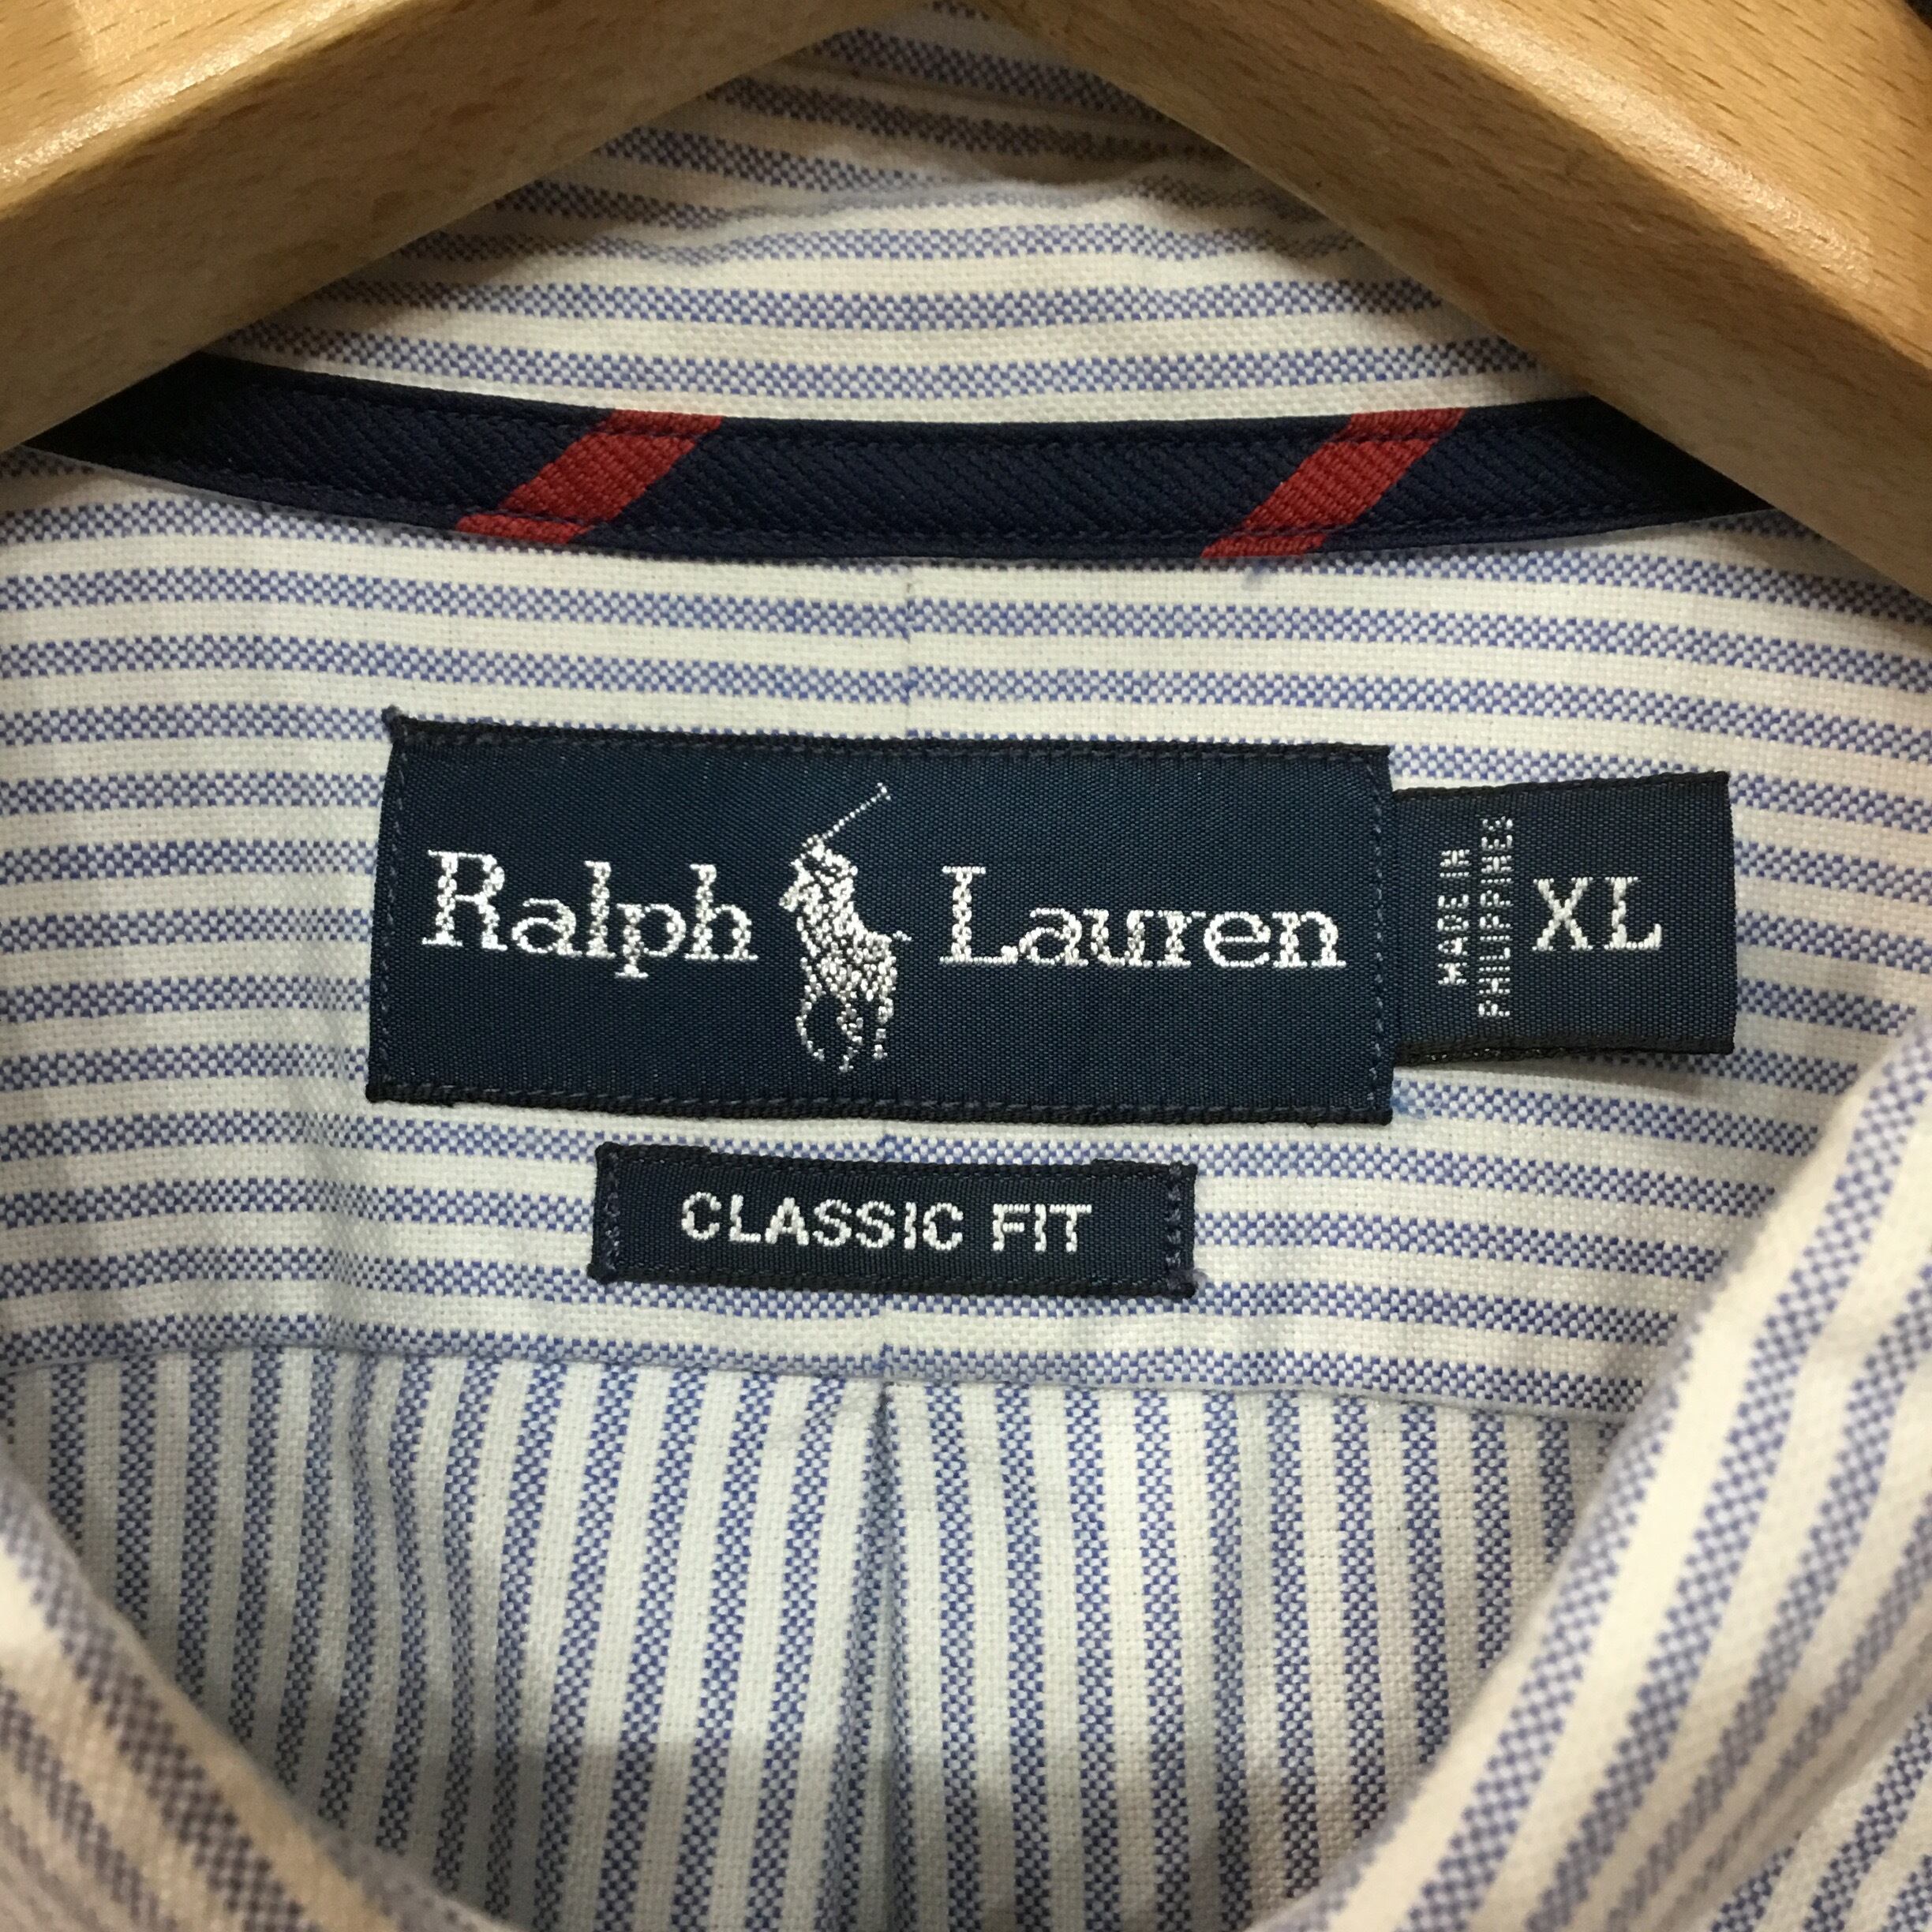 Ralph Lauren
MADE IN
PHILIPPINES
XL
CLASSIC FIT